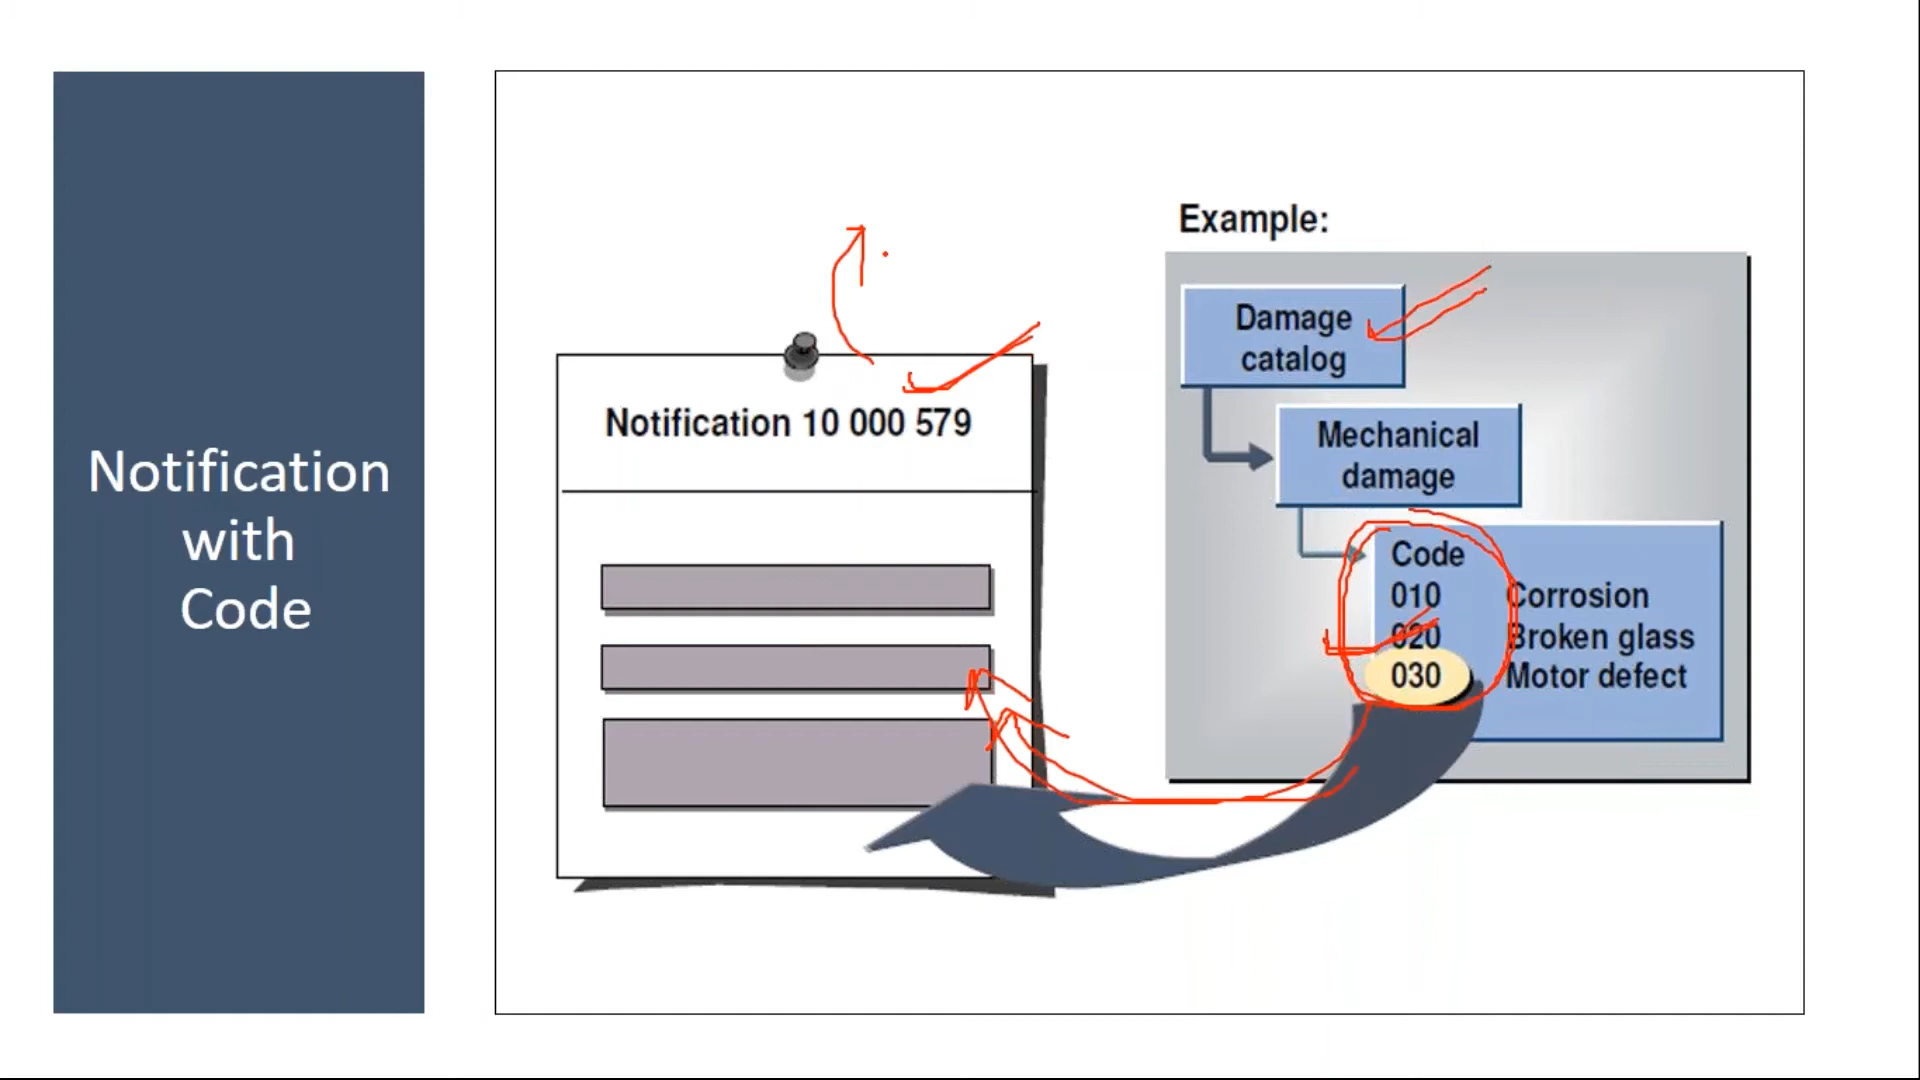 Notification
with
Code
Notification 10 000 579
Example:
Damage
catalog
Mechanical
damage
Code
010 Corrosion
020 Broken glass
030 Motor defect